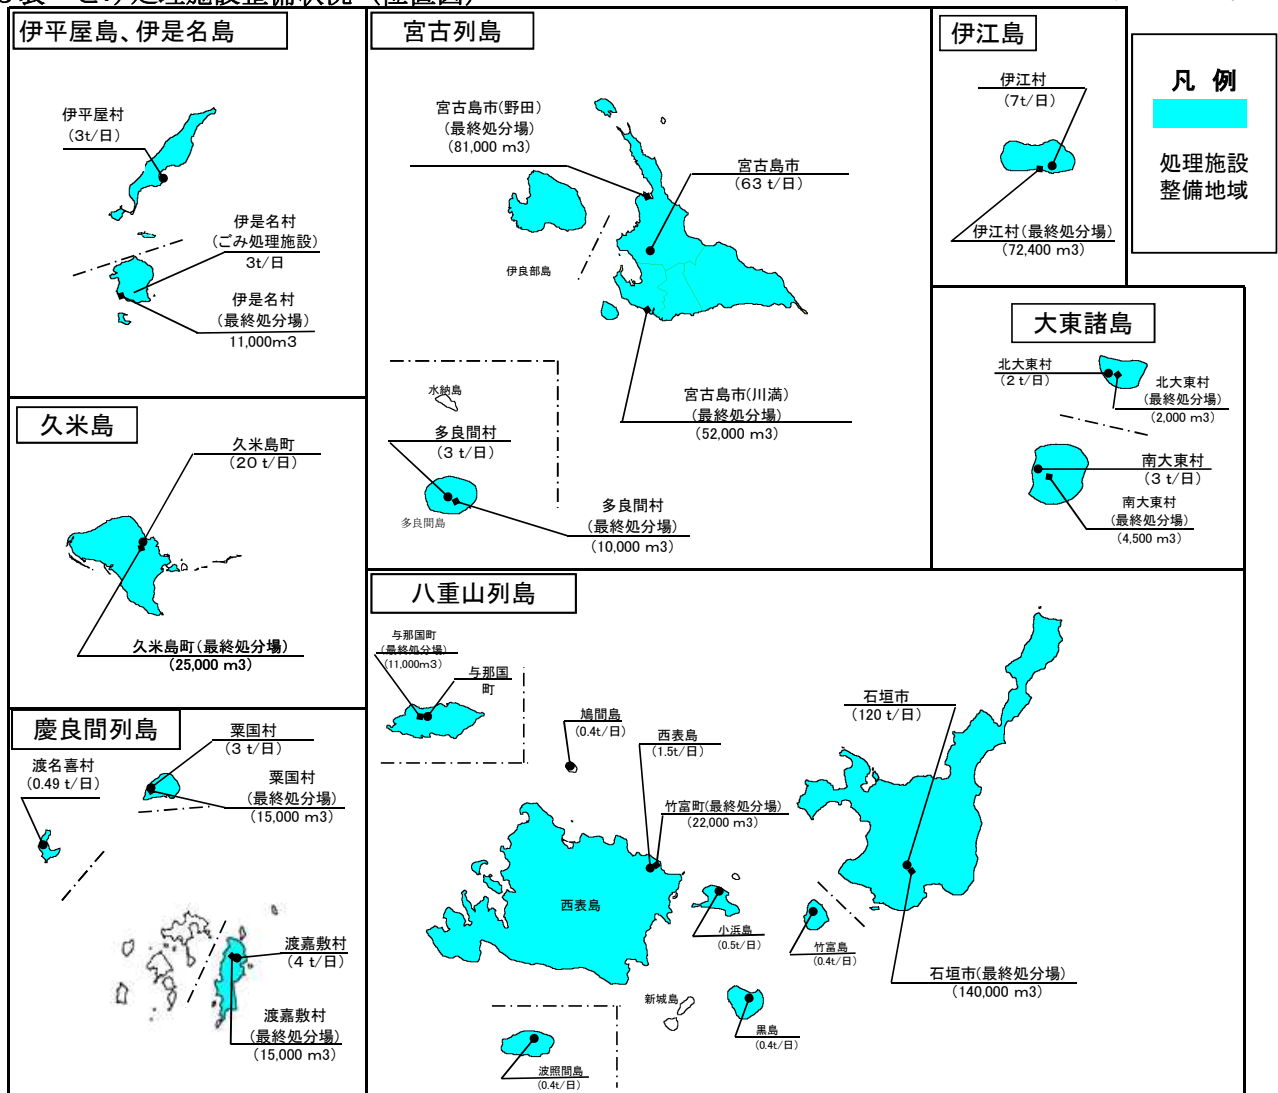 伊平屋島、伊是名島
伊平屋村
(3t/日)
伊是名村
(ごみ処理施設)
3t/日
伊是名村
(最終処分場)
11,000m3
宮古列島
宮古島市(野田)
(最終処分場)
(81,000 m3)
宮古島市
(63 t/日)
伊良部島
宮古島市(川満)
(最終処分場)
(52,000 m3)
水納島
多良間村
(3 t/日)
多良間島
多良間村
(最終処分場)
(10,000 m3)
伊江島
伊江村
(7t/日)
伊江村(最終処分場)
(72,400 m3)
凡 例
処理施設
整備地域
大東諸島
北大東村
(2 t/日)
北大東村
(最終処分場)
(2,000 m3)
南大東村
(3 t/日)
南大東村
(最終処分場)
(4,500 m3)
久米島
久米島町
(20 t/日)
久米島町(最終処分場)
(25,000 m3)
慶良間列島
粟国村
(3 t/日)
渡名喜村
(0.49 t/日)
粟国村
(最終処分場)
(15,000 m3)
渡嘉敷村
(4 t/日)
渡嘉敷村
(最終処分場)
(15,000 m3)
八重山列島
与那国町
(最終処分場)
(11,000m3)
与那国
町
鳩間島
(0.4t/日)
西表島
(1.5t/日)
竹富町(最終処分場)
(22,000 m3)
石垣市
(120 t/日)
西表島
小浜島
(0.5t/日)
竹富島
(0.4t/日)
石垣市(最終処分場)
(140,000 m3)
新城島
黒島
(0.4t/日)
波照間島
(0.4t/日)